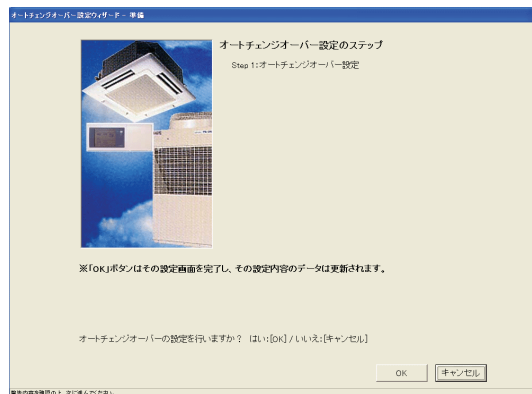 オートチェンジオーバー設定ウィザード - 準備
オートチェンジオーバー設定のステップ
Step 1:オートチェンジオーバー設定
※「OK」ボタンはその設定画面を完了し、その設定内容のデータは更新されます。
オートチェンジオーバーの設定を行いますか？ はい:[OK] / いいえ:[キャンセル]
OK
キャンセル